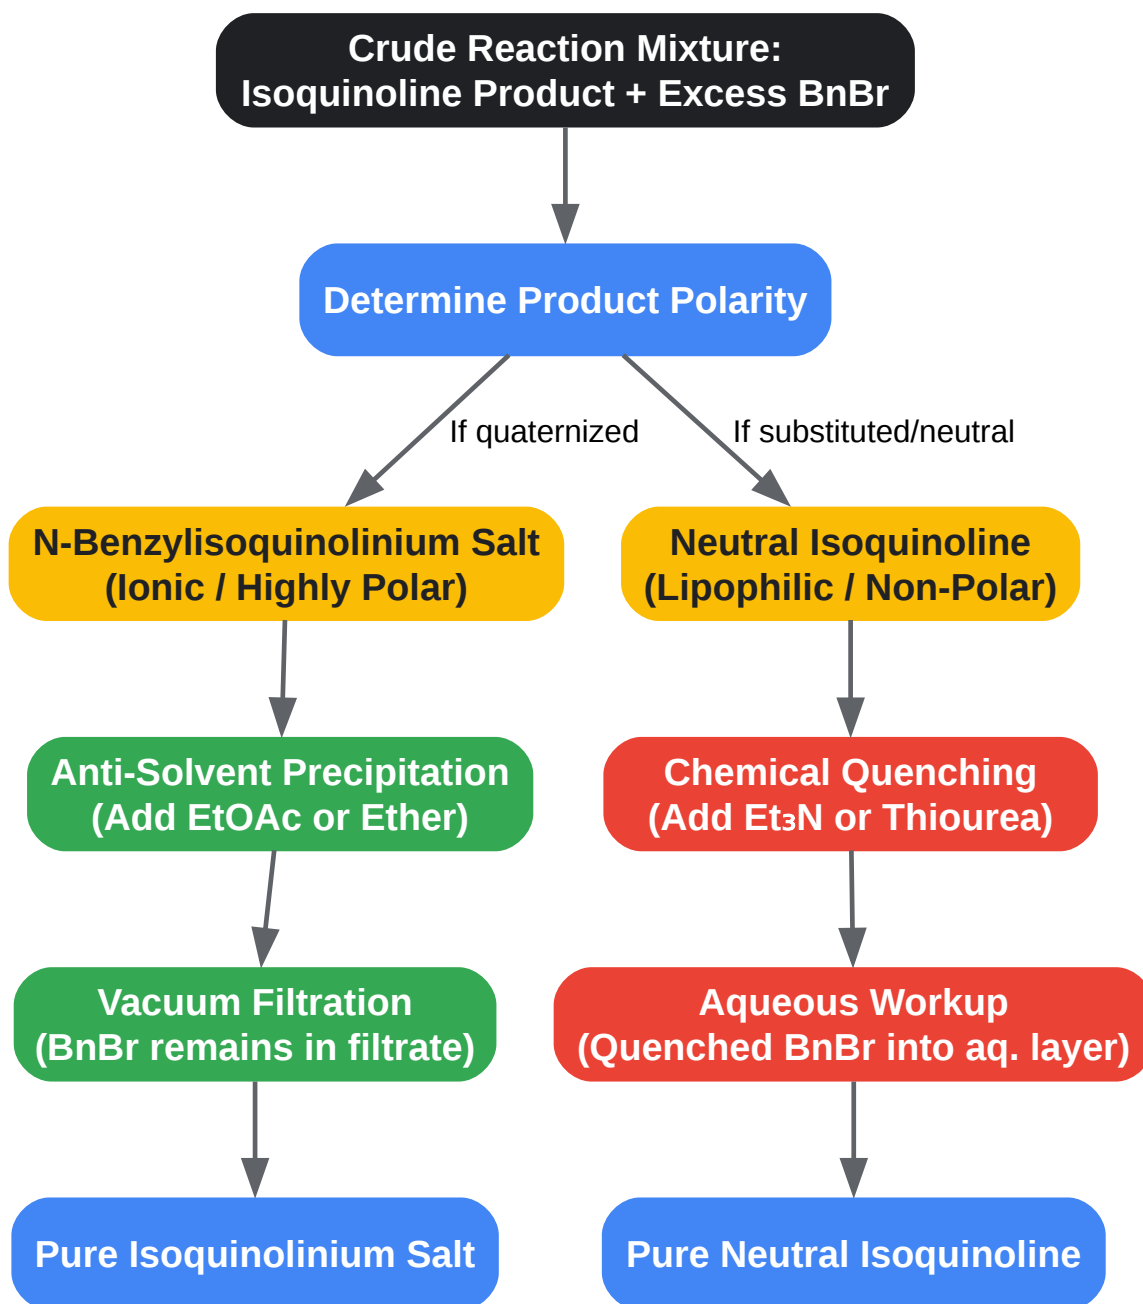 Crude Reaction Mixture:
Isoquinoline Product + Excess BnBr
Determine Product Polarity
If quaternized
If substituted/neutral
N-Benzylisoquinolinium Salt
(Ionic / Highly Polar)
Neutral Isoquinoline
(Lipophilic / Non-Polar)
Anti-Solvent Precipitation
(Add EtOAc or Ether)
Chemical Quenching
(Add Et₃N or Thiourea)
Vacuum Filtration
(BnBr remains in filtrate)
Aqueous Workup
(Quenched BnBr into aq. layer)
Pure Isoquinolinium Salt
Pure Neutral Isoquinoline